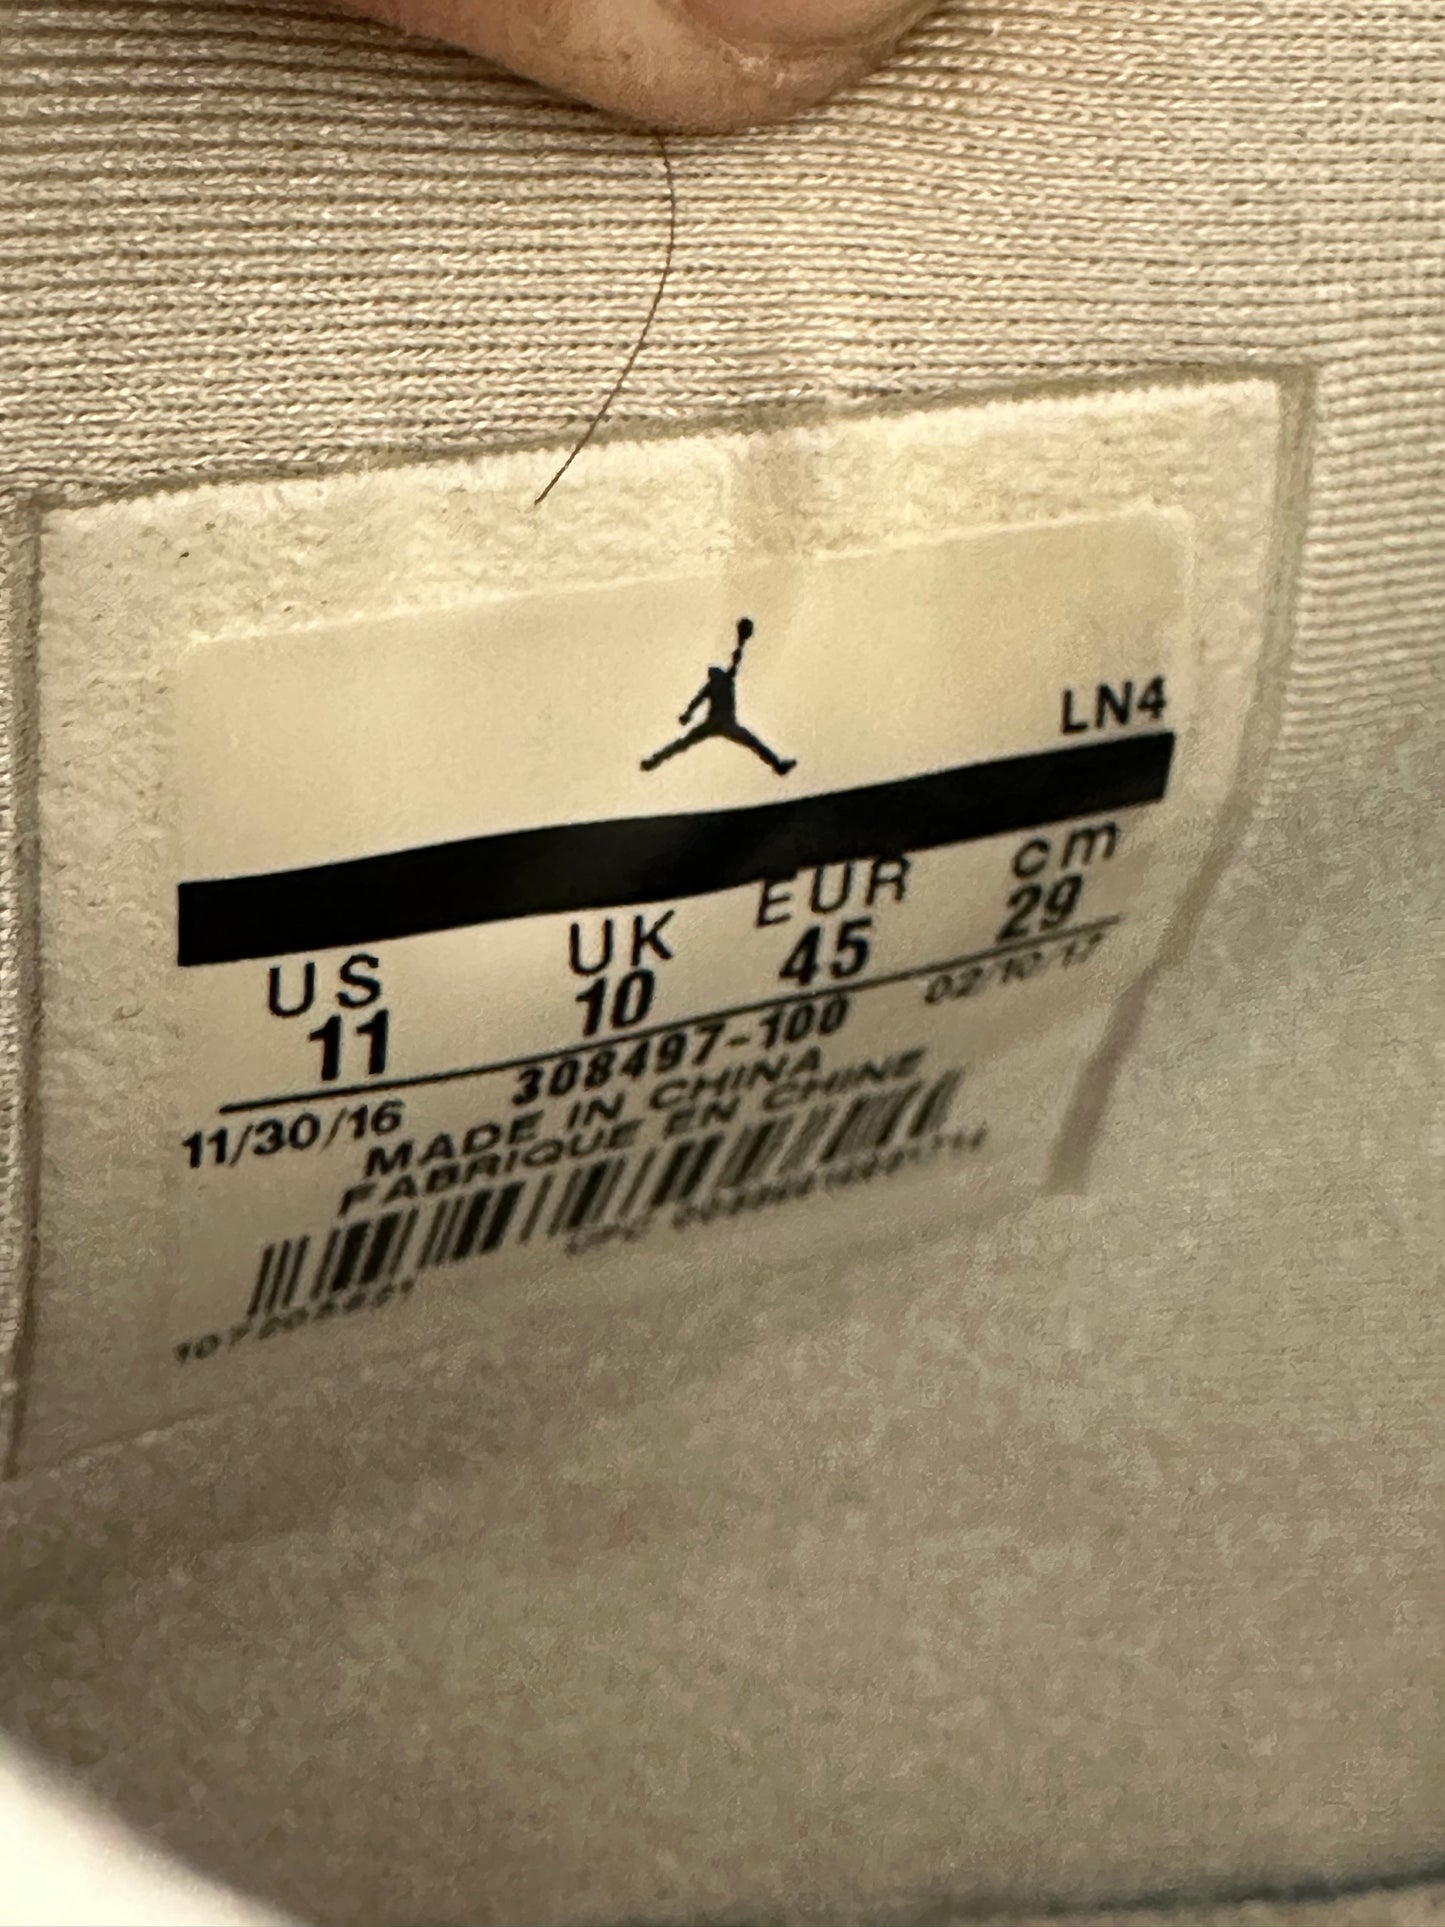 LN4
US UK EUR cm
11 10 45 29
11/30/16 308497-100 02/10/17
MADE IN CHINA
FABRIQUE EN CHINE
UPC